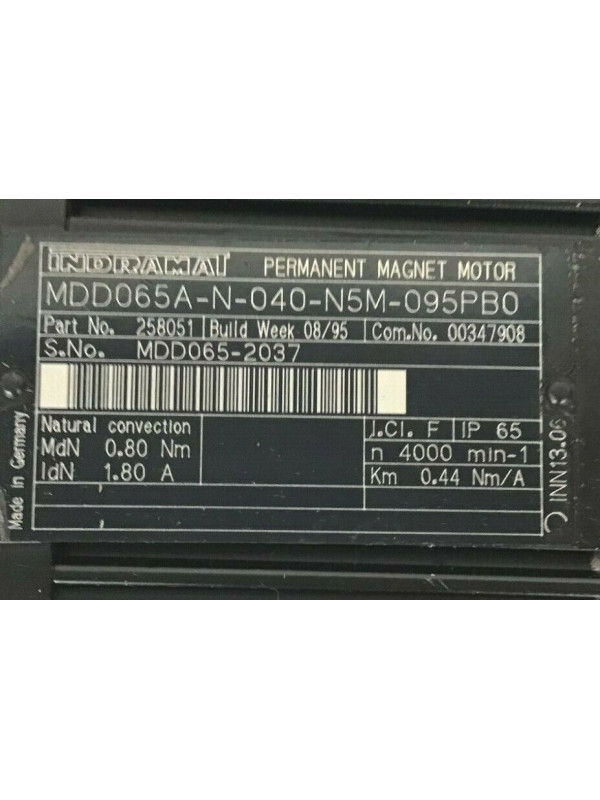 INDRAMAT PERMANENT MAGNET MOTOR
MDD065A-N-040-N5M-095PB0
Part No. 258051 Build Week 08/95 Com.No. 00347908
S.No. MDD065-2037
Natural convection I.Cl. F IP 65
MdN 0.80 Nm n 4000 min-1
IdN 1.80 A Km 0.44 Nm/A
Made in Germany
INN13.06